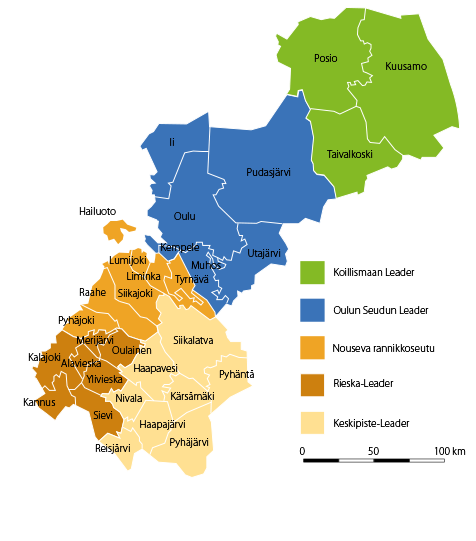 Posio
Kuusamo
Ii
Taivalkoski
Pudasjärvi
Hailuoto
Oulu
Kempele
Utajärvi
Lumijoki
Muhos
Liminka
Tyrnävä
Raahe
Siikajoki
Pyhäjoki
Merijärvi
Siikalatva
Oulainen
Kalajoki
Alavieska
Haapavesi
Ylivieska
Pyhäntä
Kannus
Nivala
Kärsämäki
Sievi
Haapajärvi
Reisjärvi
Pyhäjärvi
Koillismaan Leader
Oulun Seudun Leader
Nouseva rannikkoseutu
Rieska-Leader
Keskipiste-Leader
0 50 100 km